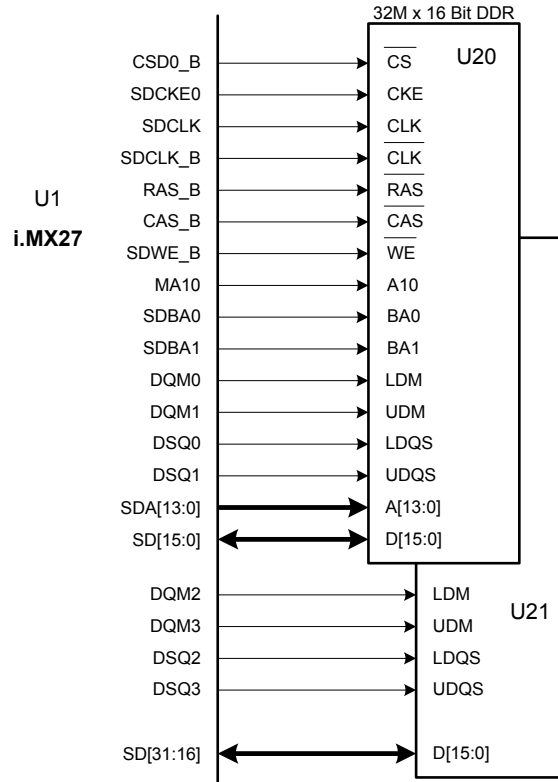 32M x 16 Bit DDR
U20
U1
i.MX27
CSD0_B CS
SDCKE0 CKE
SDCLK CLK
SDCLK_B CLK
RAS_B RAS
CAS_B CAS
SDWE_B WE
MA10 A10
SDBA0 BA0
SDBA1 BA1
DQM0 LDM
DQM1 UDM
DSQ0 LDQS
DSQ1 UDQS
SDA[13:0] A[13:0]
SD[15:0] D[15:0]
U21
DQM2 LDM
DQM3 UDM
DSQ2 LDQS
DSQ3 UDQS
SD[31:16] D[15:0]